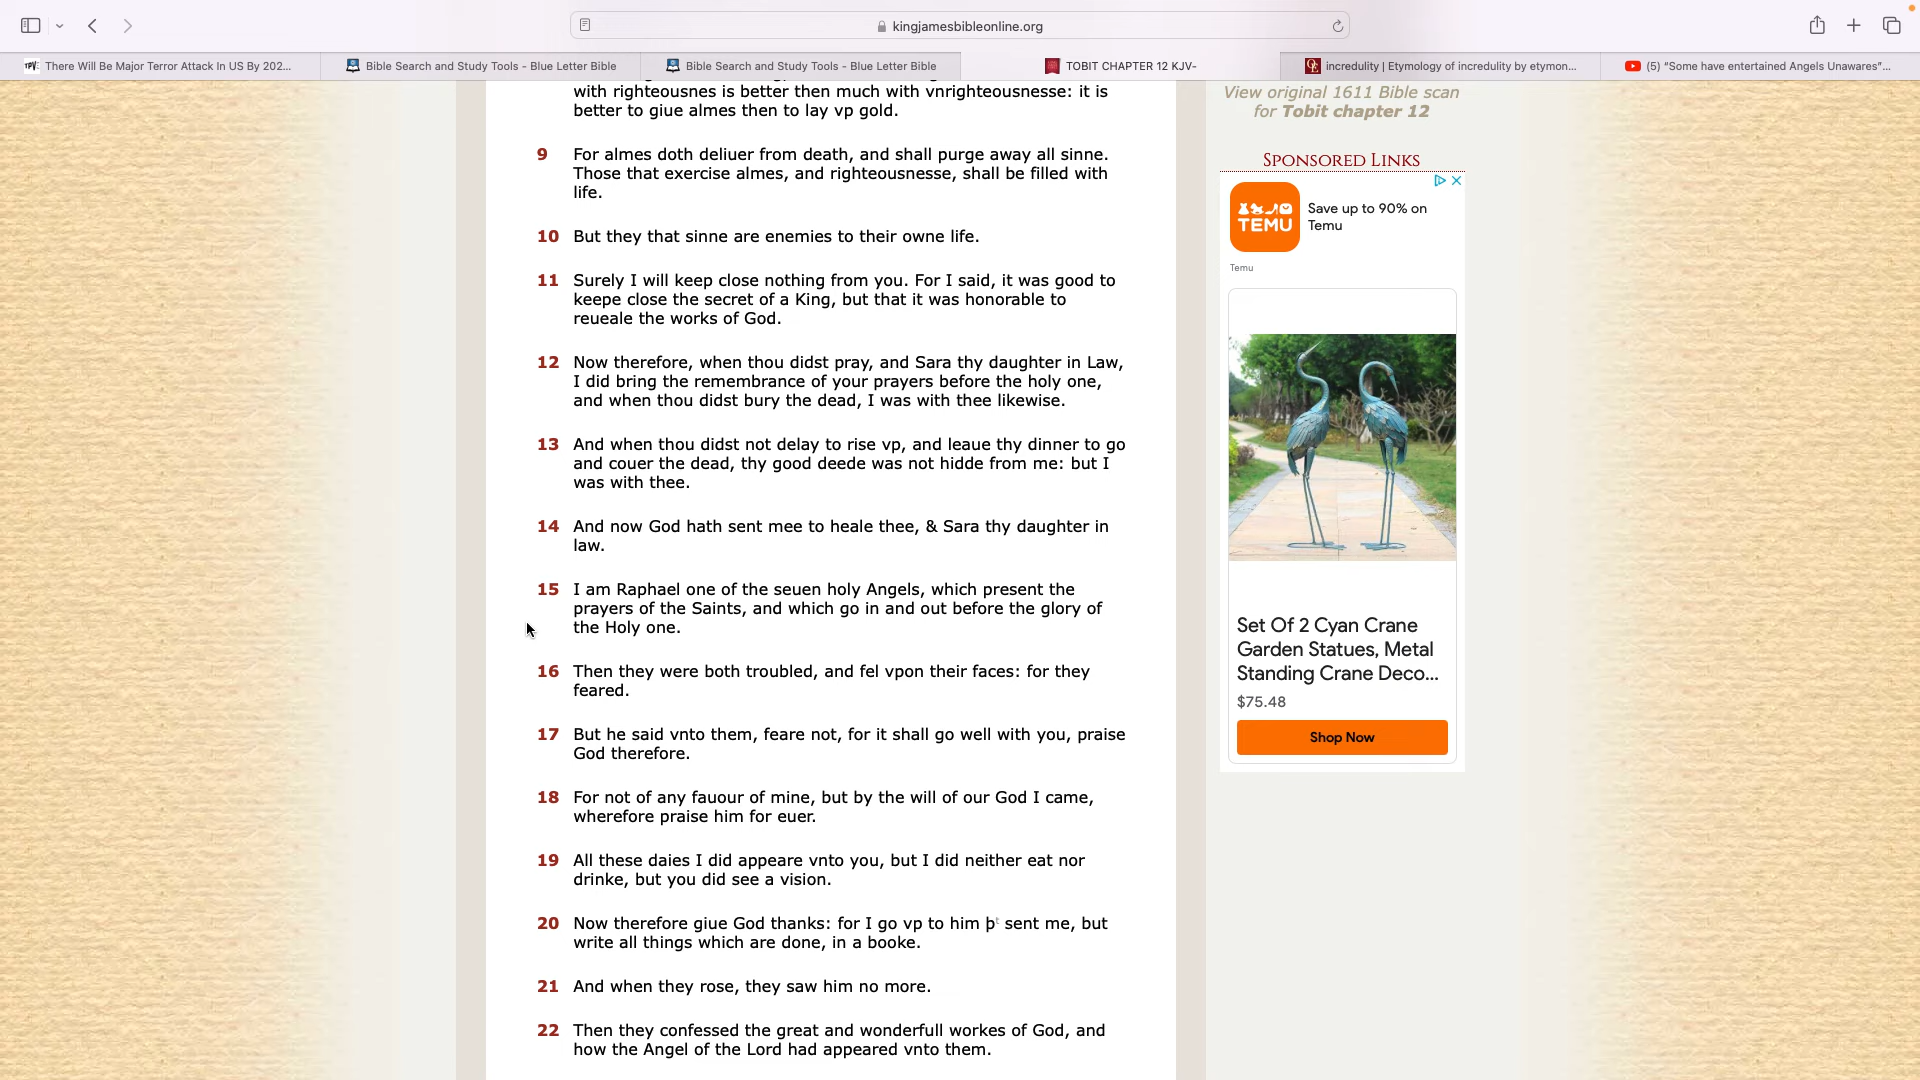 kingjamesbibleonline.org
There Will Be Major Terror Attack In US By 202...
Bible Search and Study Tools - Blue Letter Bible
Bible Search and Study Tools - Blue Letter Bible
TOBIT CHAPTER 12 KJV-
incredulity | Etymology of incredulity by etymon...
(5) “Some have entertained Angels Unawares”...
with righteousnes is better then much with vnrighteousnesse: it is
better to giue almes then to lay vp gold.
9 For almes doth deliuer from death, and shall purge away all sinne.
Those that exercise almes, and righteousnesse, shall be filled with
life.
10 But they that sinne are enemies to their owne life.
11 Surely I will keep close nothing from you. For I said, it was good to
keepe close the secret of a King, but that it was honorable to
reueale the works of God.
12 Now therefore, when thou didst pray, and Sara thy daughter in Law,
I did bring the remembrance of your prayers before the holy one,
and when thou didst bury the dead, I was with thee likewise.
13 And when thou didst not delay to rise vp, and leaue thy dinner to go
and couer the dead, thy good deede was not hidde from me: but I
was with thee.
14 And now God hath sent mee to heale thee, & Sara thy daughter in
law.
15 I am Raphael one of the seuen holy Angels, which present the
prayers of the Saints, and which go in and out before the glory of
the Holy one.
16 Then they were both troubled, and fel vpon their faces: for they
feared.
17 But he said vnto them, feare not, for it shall go well with you, praise
God therefore.
18 For not of any fauour of mine, but by the will of our God I came,
wherefore praise him for euer.
19 All these daies I did appeare vnto you, but I did neither eat nor
drinke, but you did see a vision.
20 Now therefore giue God thanks: for I go vp to him þt sent me, but
write all things which are done, in a booke.
21 And when they rose, they saw him no more.
22 Then they confessed the great and wonderfull workes of God, and
how the Angel of the Lord had appeared vnto them.
View original 1611 Bible scan
for Tobit chapter 12
SPONSORED LINKS
TEMU
Save up to 90% on
Temu
Temu
Set Of 2 Cyan Crane
Garden Statues, Metal
Standing Crane Deco...
$75.48
Shop Now